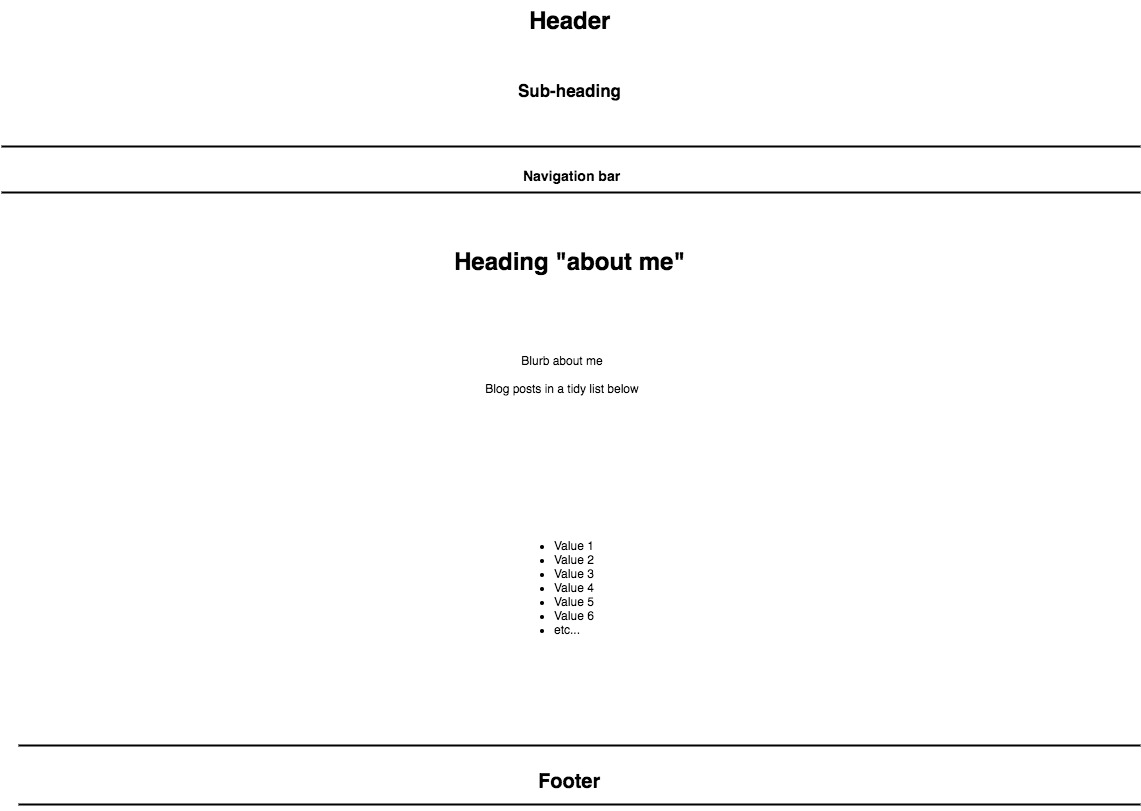 Header
Sub-heading
Navigation bar
Heading "about me"
Blurb about me
Blog posts in a tidy list below
• Value 1
• Value 2
• Value 3
• Value 4
• Value 5
• Value 6
• etc...
Footer